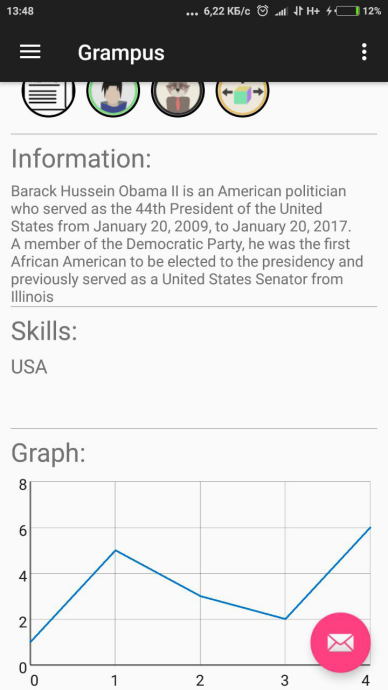 13:48 ... 6,22 КБ/с H+ 12%
Grampus
Information:
Barack Hussein Obama II is an American politician
who served as the 44th President of the United
States from January 20, 2009, to January 20, 2017.
A member of the Democratic Party, he was the first
African American to be elected to the presidency and
previously served as a United States Senator from
Illinois
Skills:
USA
Graph:
8
6
4
2
0
0 1 2 3 4